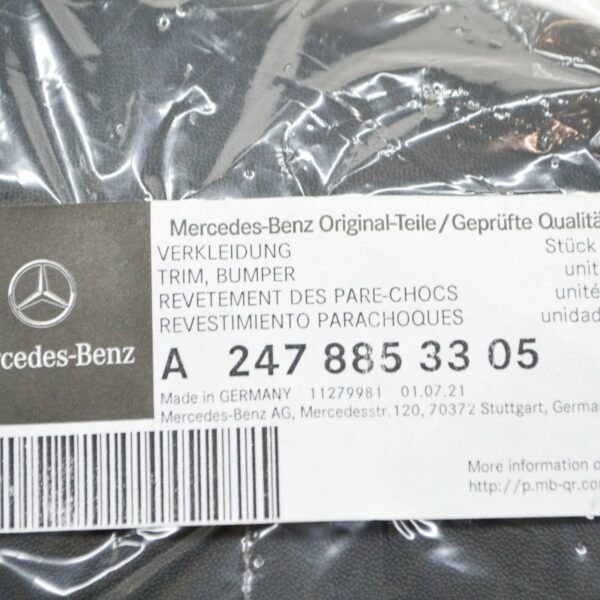 Mercedes-Benz Original-Teile/Geprüfte Qualitä
VERKLEIDUNG Stück
TRIM, BUMPER unit
REVETEMENT DES PARE-CHOCS unité
REVESTIMIENTO PARACHOQUES unidad
rcedes-Benz
A 247 885 33 05
Made in GERMANY 11279981 01.07.21
Mercedes-Benz AG, Mercedesstr.120, 70372 Stuttgart, German
More information o
http://p.mb-qr.co